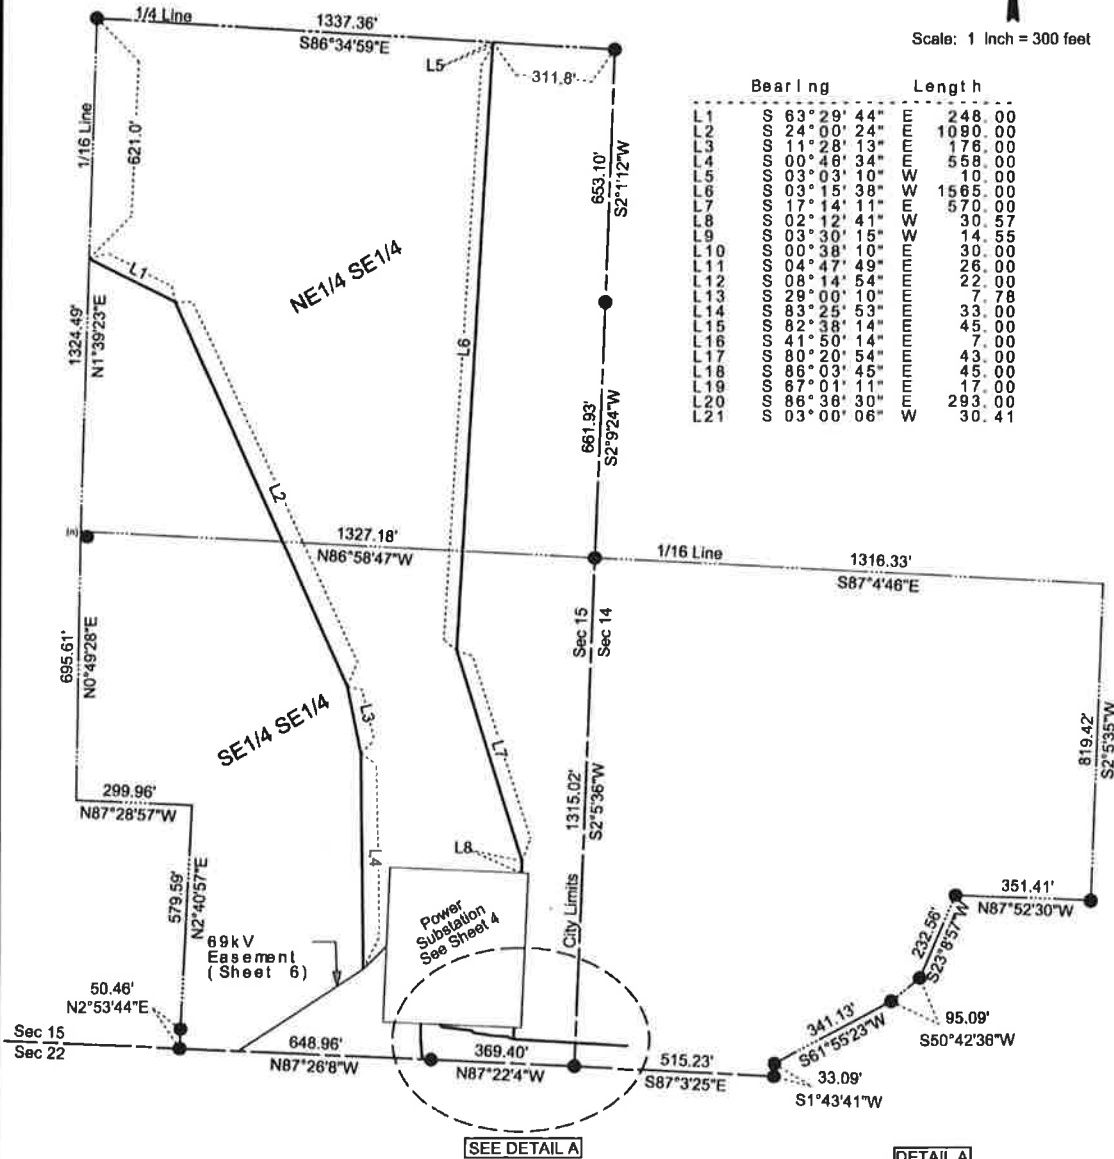 Scale: 1 Inch = 300 feet
1/4 Line
1337.36'
S86°34'59"E
L5
311.8'
1/16 Line
621.0'
653.10'
S2°1'12"W
Bearing Length
L1 S 63°29'44" E 248.00
L2 S 24°00'24" E 1090.00
L3 S 11°28'13" E 176.00
L4 S 00°46'34" E 558.00
L5 S 03°03'10" W 10.00
L6 S 03°15'38" W 1565.00
L7 S 17°14'11" E 570.00
L8 S 02°12'41" W 30.57
L9 S 03°30'15" W 14.55
L10 S 00°38'10" E 30.00
L11 S 04°47'49" E 26.00
L12 S 08°14'54" E 22.00
L13 S 29°00'10" E 7.78
L14 S 83°25'53" E 33.00
L15 S 82°38'14" E 45.00
L16 S 41°50'14" E 7.00
L17 S 80°20'54" E 43.00
L18 S 86°03'45" E 45.00
L19 S 67°01'11" E 17.00
L20 S 86°36'30" E 293.00
L21 S 03°00'06" W 30.41
L1
NE1/4 SE1/4
1324.49'
N1°39'23"E
L6
661.93'
S2°9'24"W
L2
1327.18'
N86°58'47"W
1/16 Line
1316.33'
S87°4'46"E
Sec 15
Sec 14
695.61'
N0°49'28"E
SE1/4 SE1/4
L3
L7
819.42'
S2°5'35"W
299.96'
N87°28'57"W
1315.02'
S2°5'36"W
L8
L4
579.59'
N2°40'57"E
Power
Substation
See Sheet 4
City Limits
351.41'
N87°52'30"W
232.56'
S23°8'57"W
69kV
Easement
(Sheet 6)
50.46'
N2°53'44"E
341.13'
S61°55'23"W
95.09'
S50°42'36"W
Sec 15
Sec 22
648.96'
N87°26'8"W
369.40'
N87°22'4"W
515.23'
S87°3'25"E
33.09'
S1°43'41"W
SEE DETAIL A
DETAIL A